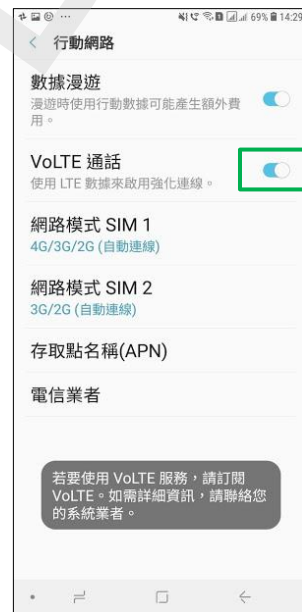 69% 14:29
行動網路
數據漫遊
漫遊時使用行動數據可能產生額外費
用。
VoLTE 通話
使用 LTE 數據來啟用強化連線。
網路模式 SIM 1
4G/3G/2G (自動連線)
網路模式 SIM 2
3G/2G (自動連線)
存取點名稱(APN)
電信業者
若要使用 VoLTE 服務，請訂閱
VoLTE。如需詳細資訊，請聯絡您
的系統業者。